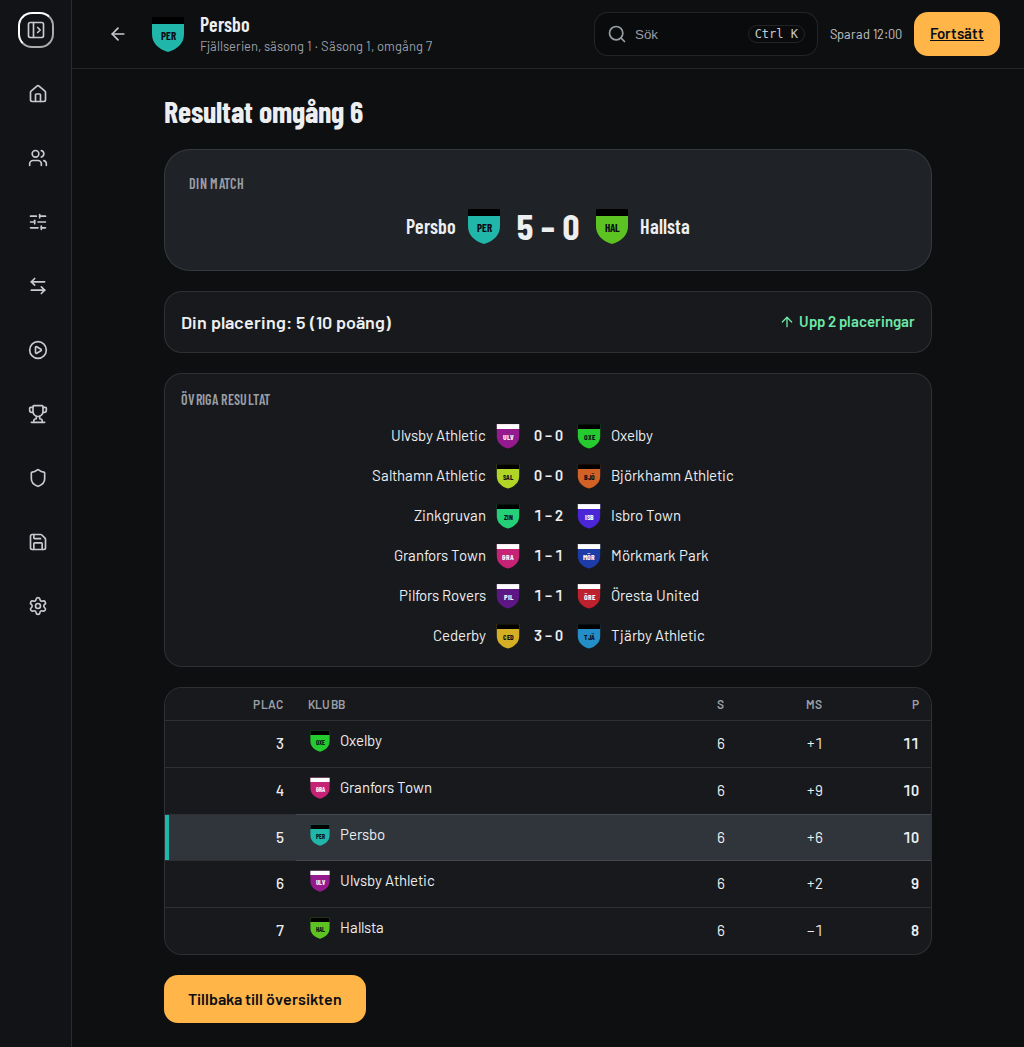 PER
Persbo
Fjällserien, säsong 1 · Säsong 1, omgång 7
Sök
Ctrl K
Sparad 12:00
Fortsätt
Resultat omgång 6
DIN MATCH
Persbo PER 5 – 0 HAL Hallsta
Din placering: 5 (10 poäng)
Upp 2 placeringar
ÖVRIGA RESULTAT
Ulvsby Athletic ULV 0 – 0 OXE Oxelby
Salthamn Athletic SAL 0 – 0 BJÖ Björkhamn Athletic
Zinkgruvan ZIN 1 – 2 ISB Isbro Town
Granfors Town GRA 1 – 1 MÖR Mörkmark Park
Pilfors Rovers PIL 1 – 1 ÖRE Öresta United
Cederby CED 3 – 0 TJÄ Tjärby Athletic
PLAC KLUBB S MS P
3 OXE Oxelby 6 +1 11
4 GRA Granfors Town 6 +9 10
5 PER Persbo 6 +6 10
6 ULV Ulvsby Athletic 6 +2 9
7 HAL Hallsta 6 −1 8
Tillbaka till översikten